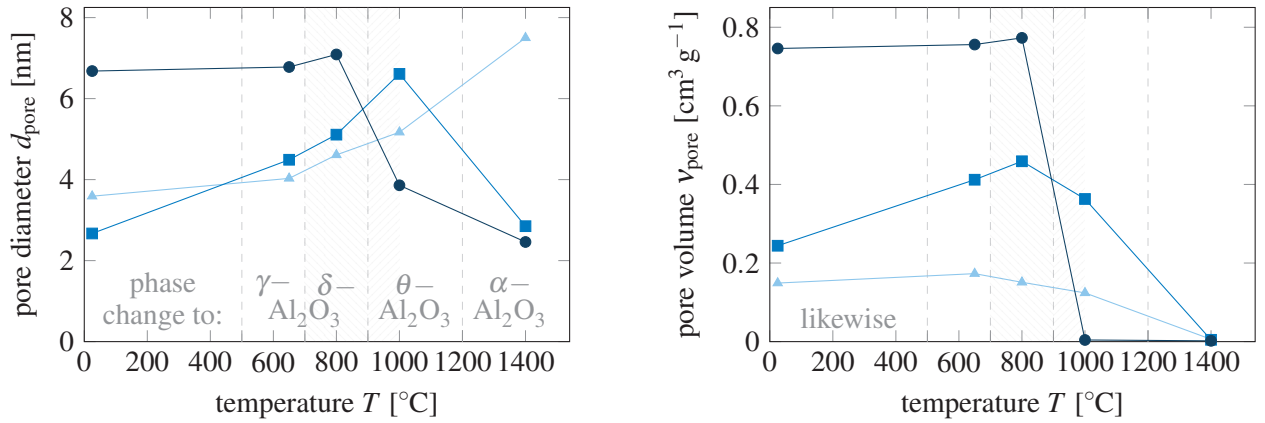 pore diameter d_pore [nm]
8
6
4
2
0
phase
change to:
γ–
δ–
Al₂O₃
θ–
Al₂O₃
α–
Al₂O₃
0 200 400 600 800 1000 1200 1400
temperature T [°C]
pore volume v_pore [cm³ g⁻¹]
0.8
0.6
0.4
0.2
0
likewise
0 200 400 600 800 1000 1200 1400
temperature T [°C]